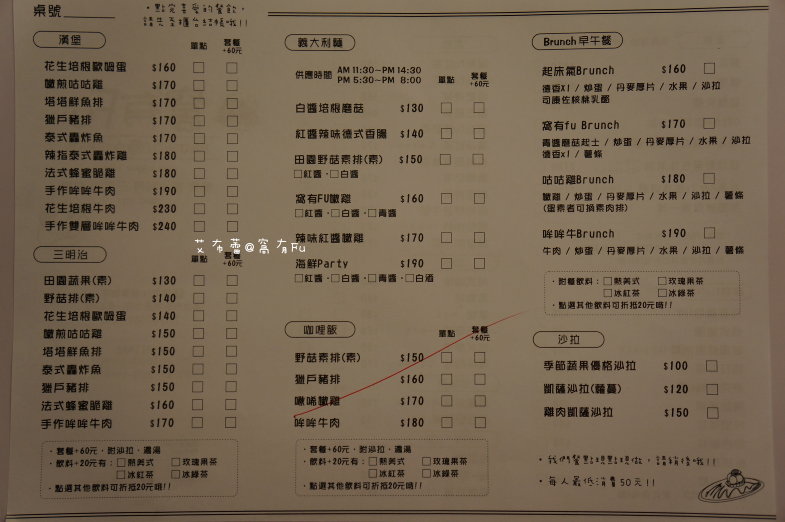 桌號
・點完喜愛的餐飲，
請先至櫃台結帳哦!!
漢堡
單點 套餐+60元
花生培根歐姆蛋 $160
嫩煎咕咕雞 $170
塔塔鮮魚排 $170
獵戶豬排 $170
泰式轟炸魚 $170
辣指泰式轟炸雞 $180
法式蜂蜜脆雞 $180
手作哞哞牛肉 $190
花生培根牛肉 $230
手作雙層哞哞牛肉 $240
三明治
單點 套餐+60元
田園蔬果(素) $130
野菇排(素) $140
花生培根歐姆蛋 $140
嫩煎咕咕雞 $150
塔塔鮮魚排 $150
泰式轟炸魚 $150
獵戶豬排 $150
法式蜂蜜脆雞 $160
手作哞哞牛肉 $170
・套餐+60元，附沙拉、濃湯
・飲料+20元有：□熱美式 □玫瑰果茶
□冰紅茶 □冰綠茶
・點選其他飲料可折抵20元哦!!
義大利麵
供應時間 AM 11:30~PM 14:30
PM 5:30~PM 8:00
單點 套餐+60元
白醬培根蘑菇 $130
紅醬辣味德式香腸 $140
田園野菇素排(素) $150
□紅醬、□白醬
窩有FU嫩雞 $160
□紅醬、□白醬、□青醬
辣味紅醬嫩雞 $170
海鮮Party $190
□紅醬、□白醬、□青醬、□白酒
咖哩飯
單點 套餐+60元
野菇素排(素) $150
獵戶豬排 $160
嫩雞 $170
哞哞牛肉 $180
・套餐+60元，附沙拉、濃湯
・飲料+20元有：□熱美式 □玫瑰果茶
□冰紅茶 □冰綠茶
・點選其他飲料可折抵20元哦!!
Brunch早午餐
起床氣Brunch $160
德香x1 / 炒蛋 / 丹麥厚片 / 水果 / 沙拉
司康佐核桃乳酪
窩有fu Brunch $170
青醬蘑菇起士 / 炒蛋 / 丹麥厚片 / 水果 / 沙拉
德香x1 / 薯條
咕咕雞Brunch $180
嫩雞 / 炒蛋 / 丹麥厚片 / 水果 / 沙拉 / 薯條
(蛋素者可換素肉排)
哞哞牛Brunch $190
牛肉 / 炒蛋 / 丹麥厚片 / 水果 / 沙拉 / 薯條
・附餐飲料：□熱美式 □玫瑰果茶
□冰紅茶 □冰綠茶
・點選其他飲料可折抵20元哦!!
沙拉
季節蔬果優格沙拉 $100
凱薩沙拉(蘿蔓) $120
雞肉凱薩沙拉 $150
・我們餐點現點現做，請稍後哦!!
・每人最低消費50元!!
艾布蕾@窩有Fu